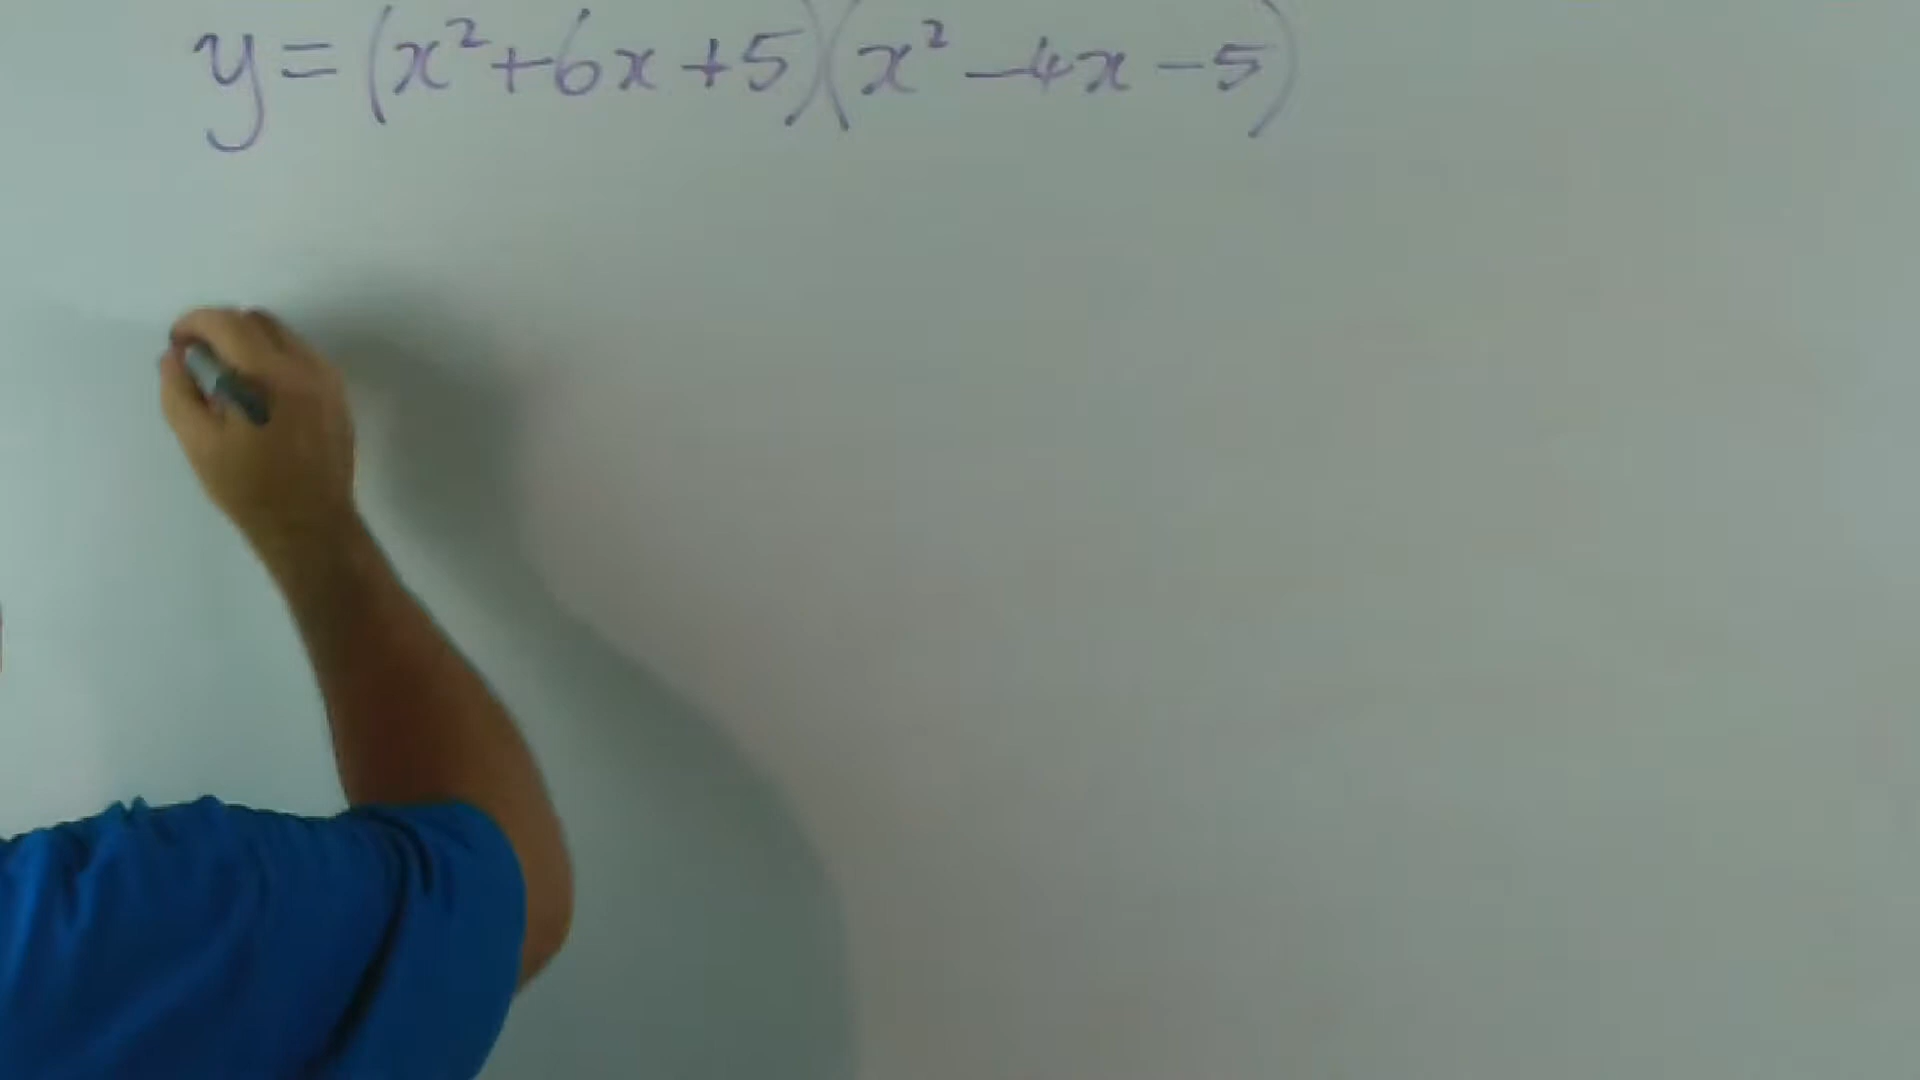 y = (x² + 6x + 5)(x² - 4x - 5)